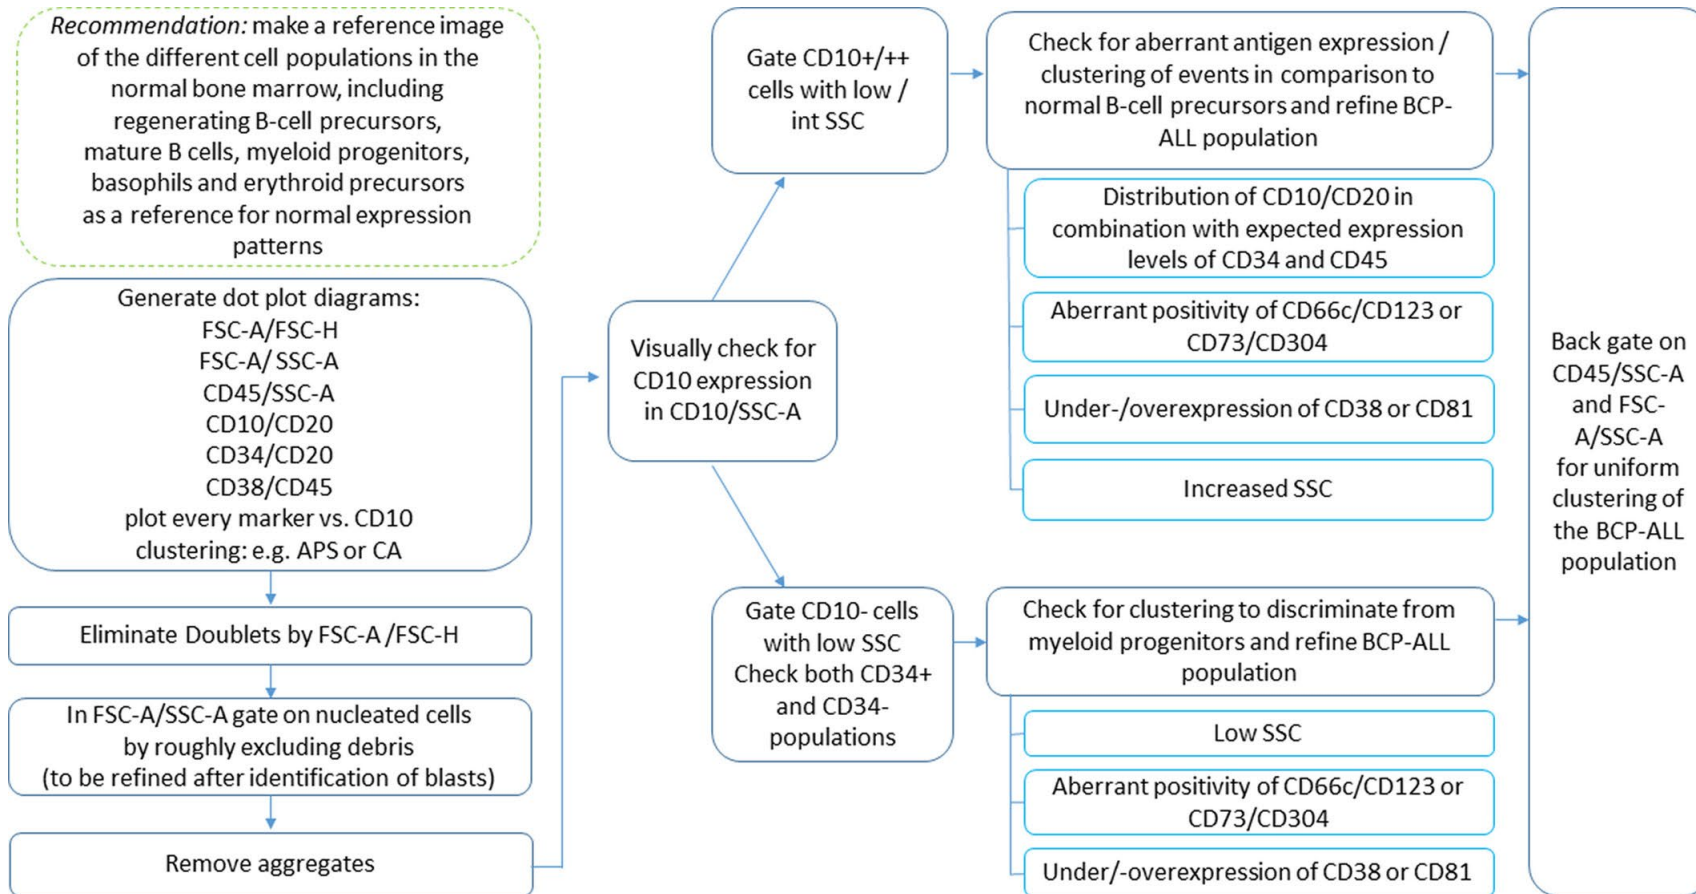 Recommendation: make a reference image
of the different cell populations in the
normal bone marrow, including
regenerating B-cell precursors,
mature B cells, myeloid progenitors,
basophils and erythroid precursors
as a reference for normal expression
patterns
Generate dot plot diagrams:
FSC-A/FSC-H
FSC-A/ SSC-A
CD45/SSC-A
CD10/CD20
CD34/CD20
CD38/CD45
plot every marker vs. CD10
clustering: e.g. APS or CA
Eliminate Doublets by FSC-A /FSC-H
In FSC-A/SSC-A gate on nucleated cells
by roughly excluding debris
(to be refined after identification of blasts)
Remove aggregates
Visually check for
CD10 expression
in CD10/SSC-A
Gate CD10+/++
cells with low /
int SSC
Check for aberrant antigen expression /
clustering of events in comparison to
normal B-cell precursors and refine BCP-
ALL population
Distribution of CD10/CD20 in
combination with expected expression
levels of CD34 and CD45
Aberrant positivity of CD66c/CD123 or
CD73/CD304
Under-/overexpression of CD38 or CD81
Increased SSC
Gate CD10- cells
with low SSC
Check both CD34+
and CD34-
populations
Check for clustering to discriminate from
myeloid progenitors and refine BCP-ALL
population
Low SSC
Aberrant positivity of CD66c/CD123 or
CD73/CD304
Under/-overexpression of CD38 or CD81
Back gate on
CD45/SSC-A
and FSC-
A/SSC-A
for uniform
clustering of
the BCP-ALL
population